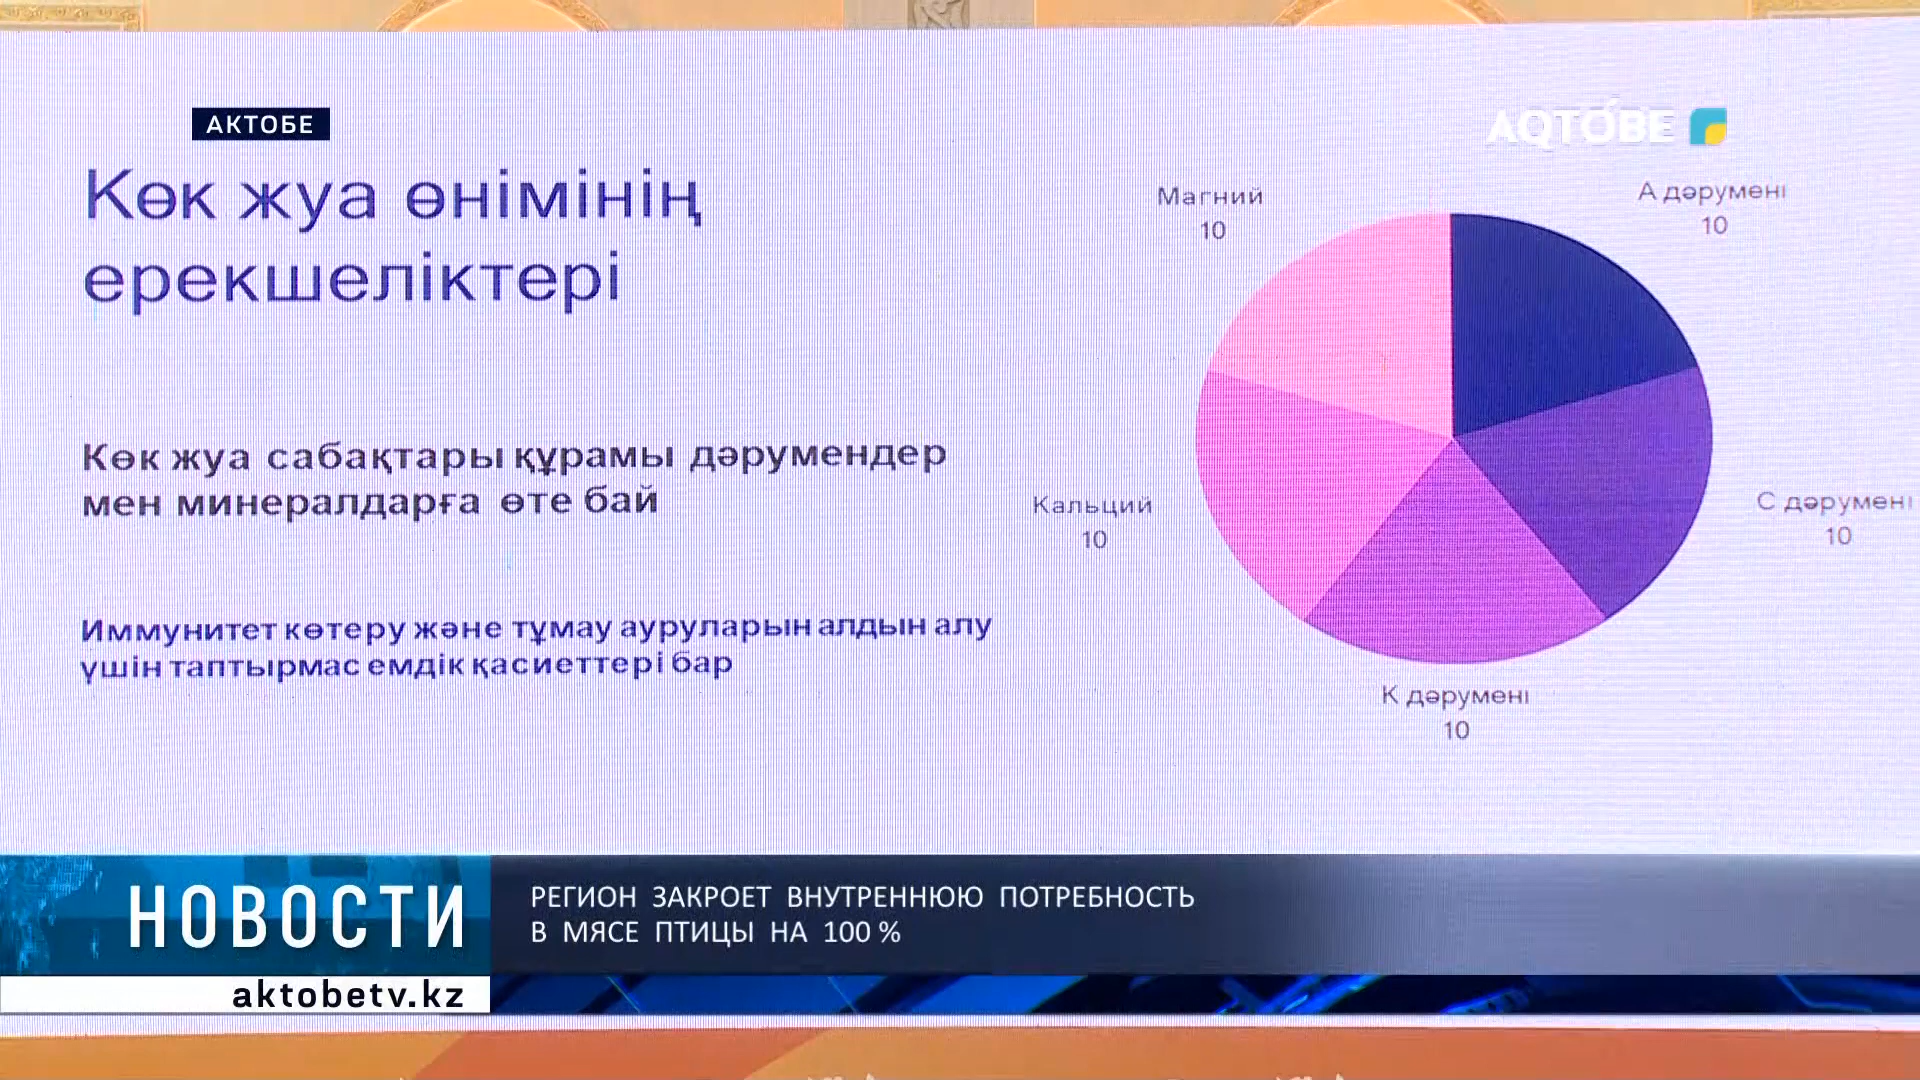 АКТОБЕ
AQTÓBE
Көк жуа өнімінің
ерекшеліктері
Көк жуа сабақтары құрамы дәрумендер
мен минералдарға өте бай
Иммунитет көтеру және тұмау ауруларын алдын алу
үшін таптырмас емдік қасиеттері бар
Магний
10
А дәрумені
10
Кальций
10
С дәрумені
10
К дәрумені
10
НОВОСТИ
aktobetv.kz
РЕГИОН ЗАКРОЕТ ВНУТРЕННЮЮ ПОТРЕБНОСТЬ
В МЯСЕ ПТИЦЫ НА 100 %